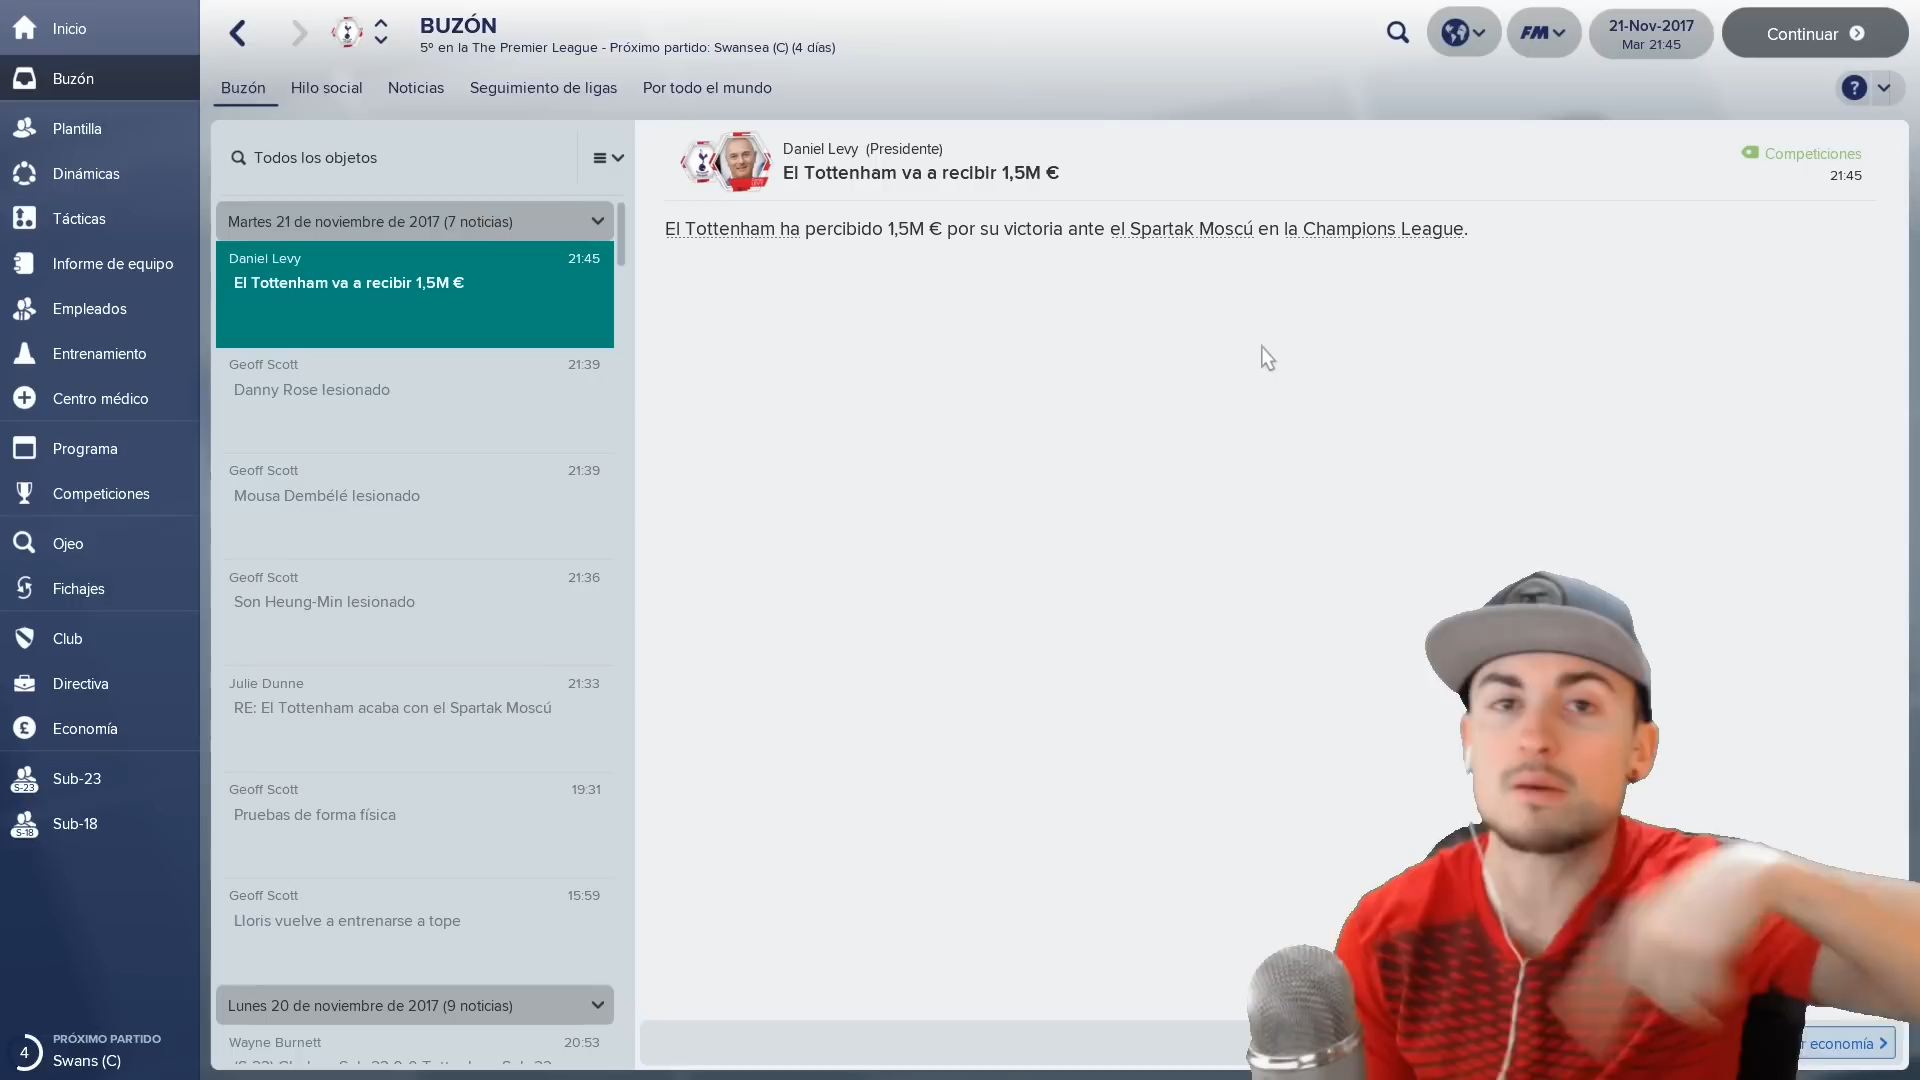 Inicio
Buzón
Plantilla
Dinámicas
Tácticas
Informe de equipo
Empleados
Entrenamiento
Centro médico
Programa
Competiciones
Ojeo
Fichajes
Club
Directiva
Economía
S-23
Sub-23
S-18
Sub-18
4
PRÓXIMO PARTIDO
Swans (C)
BUZÓN
5º en la The Premier League - Próximo partido: Swansea (C) (4 días)
FM
21-Nov-2017
Mar 21:45
Continuar
Buzón
Hilo social
Noticias
Seguimiento de ligas
Por todo el mundo
?
Todos los objetos
Martes 21 de noviembre de 2017 (7 noticias)
Daniel Levy 21:45
El Tottenham va a recibir 1,5M €
Geoff Scott 21:39
Danny Rose lesionado
Geoff Scott 21:39
Mousa Dembélé lesionado
Geoff Scott 21:36
Son Heung-Min lesionado
Julie Dunne 21:33
RE: El Tottenham acaba con el Spartak Moscú
Geoff Scott 19:31
Pruebas de forma física
Geoff Scott 15:59
Lloris vuelve a entrenarse a tope
Lunes 20 de noviembre de 2017 (9 noticias)
Wayne Burnett 20:53
Daniel Levy (Presidente)
El Tottenham va a recibir 1,5M €
Competiciones
21:45
El Tottenham ha percibido 1,5M € por su victoria ante el Spartak Moscú en la Champions League.
economía